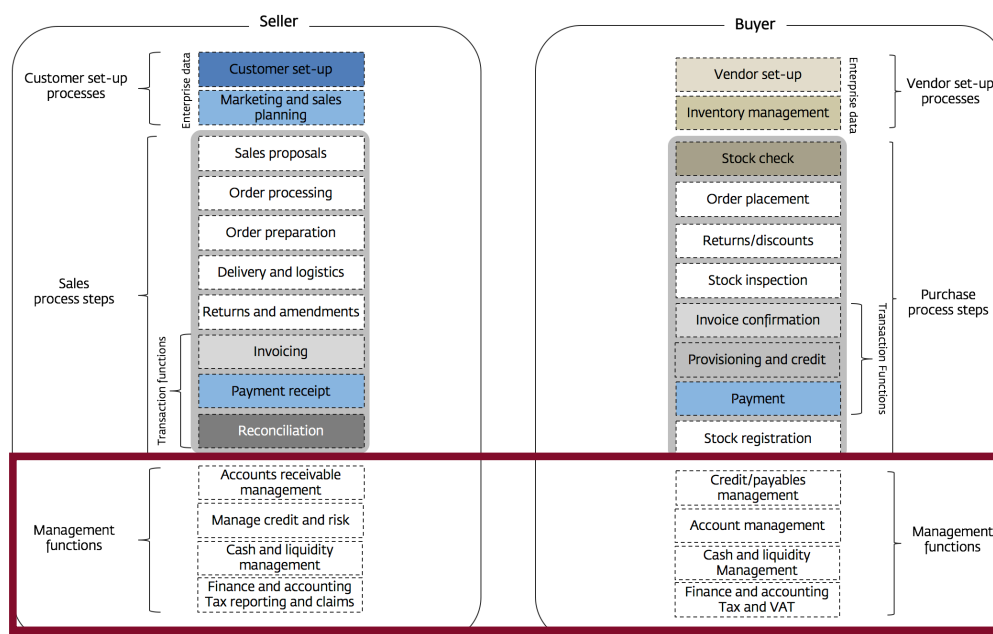 Seller
Customer set-up
processes
Enterprise data
Customer set-up
Marketing and sales
planning
Sales
process steps
Sales proposals
Order processing
Order preparation
Delivery and logistics
Returns and amendments
Transaction functions
Invoicing
Payment receipt
Reconciliation
Management
functions
Accounts receivable
management
Manage credit and risk
Cash and liquidity
management
Finance and accounting
Tax reporting and claims
Buyer
Vendor set-up
Inventory management
Enterprise data
Vendor set-up
processes
Stock check
Order placement
Returns/discounts
Stock inspection
Invoice confirmation
Provisioning and credit
Payment
Stock registration
Transaction Functions
Purchase
process steps
Credit/payables
management
Account management
Cash and liquidity
Management
Finance and accounting
Tax and VAT
Management
functions